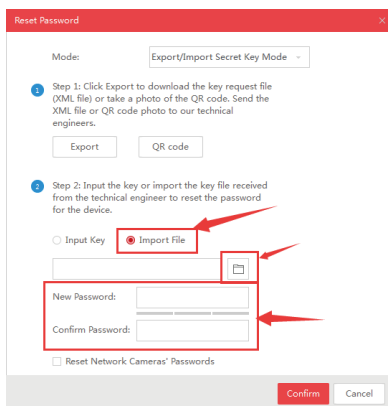 Reset Password
Mode: Export/Import Secret Key Mode
1 Step 1: Click Export to download the key request file
(XML file) or take a photo of the QR code. Send the
XML file or QR code photo to our technical
engineers.
Export QR code
2 Step 2: Input the key or import the key file received
from the technical engineer to reset the password
for the device.
Input Key Import File
New Password:
Confirm Password:
Reset Network Cameras' Passwords
Confirm Cancel